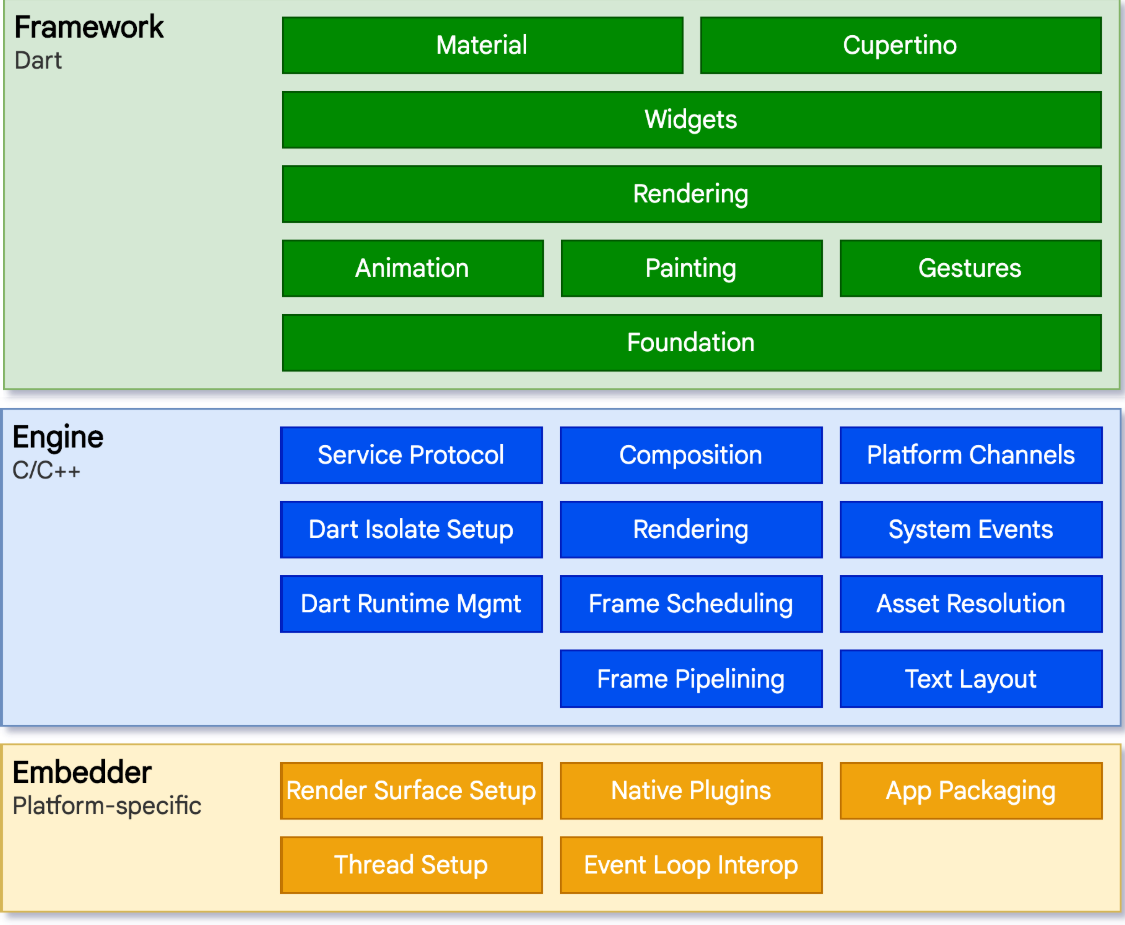 Framework
Dart
Material
Cupertino
Widgets
Rendering
Animation
Painting
Gestures
Foundation
Engine
C/C++
Service Protocol
Composition
Platform Channels
Dart Isolate Setup
Rendering
System Events
Dart Runtime Mgmt
Frame Scheduling
Asset Resolution
Frame Pipelining
Text Layout
Embedder
Platform-specific
Render Surface Setup
Native Plugins
App Packaging
Thread Setup
Event Loop Interop